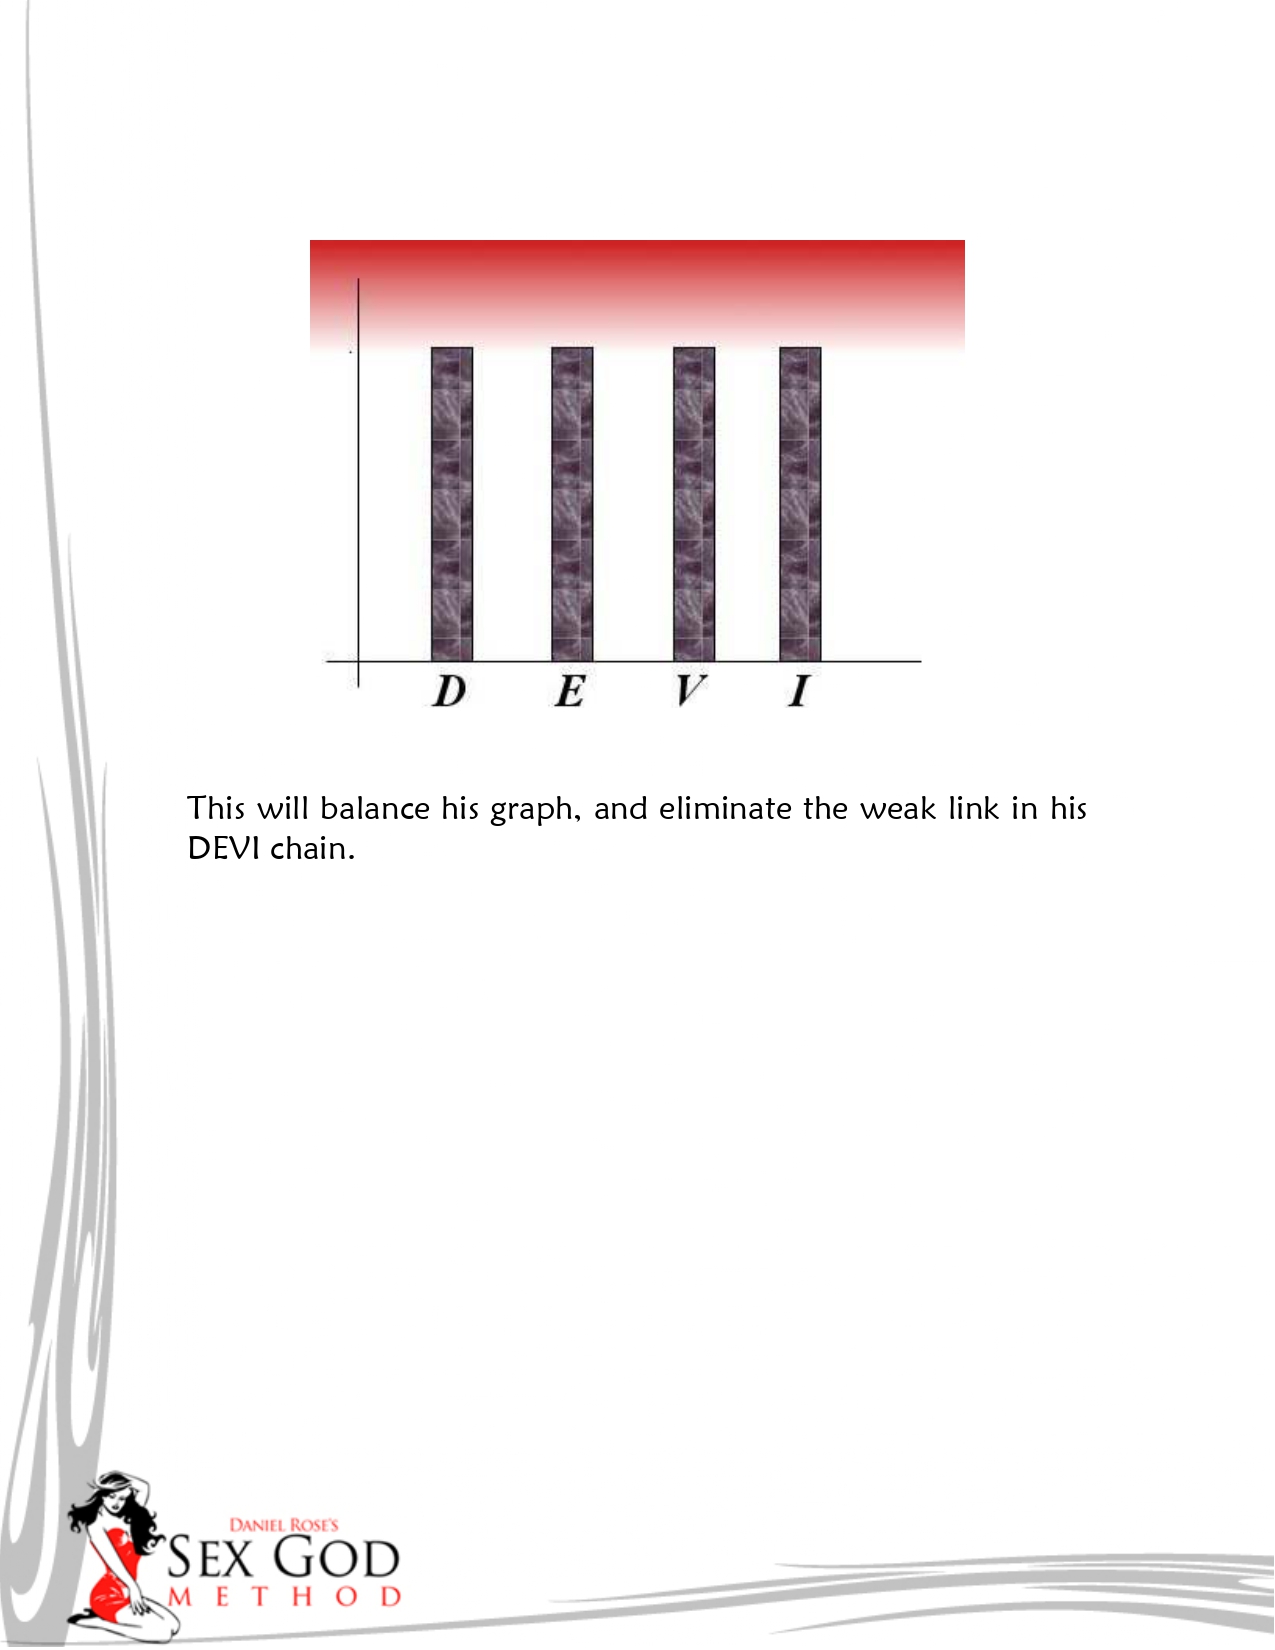 D E V I
This will balance his graph, and eliminate the weak link in his
DEVI chain.
DANIEL ROSE'S
SEX GOD
METHOD